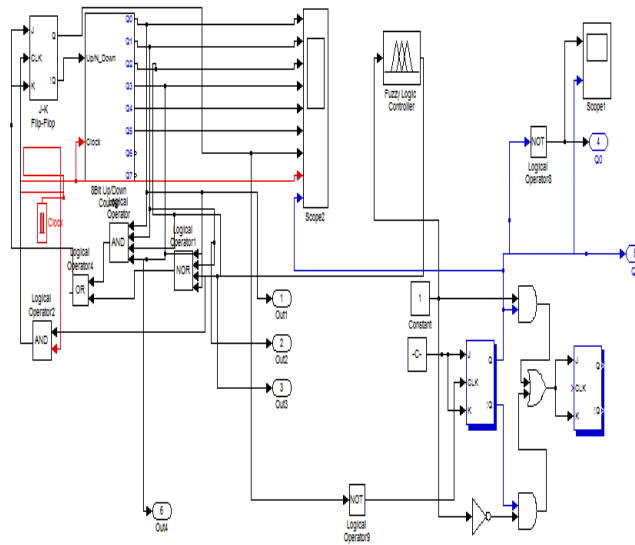 J
CLK
K
Q
!Q
J-K
Flip-Flop
Up/N_Down
Clock
Q0
Q1
Q2
Q3
Q4
Q5
Q6
Q7
8Bit Up/Down
Scope2
Fuzzy Logic
Controller
Scope1
NOT
Logical
Operator8
4
Q0
Clock
Logical
Operator
AND
Logical
Operator1
NOR
Logical
Operator4
OR
Logical
Operator2
AND
1
Out1
2
Out2
3
Out3
6
Out4
1
Constant
-C-
J
CLK
K
Q
!Q
J
CLK
K
Q
!Q
NOT
Logical
Operator9